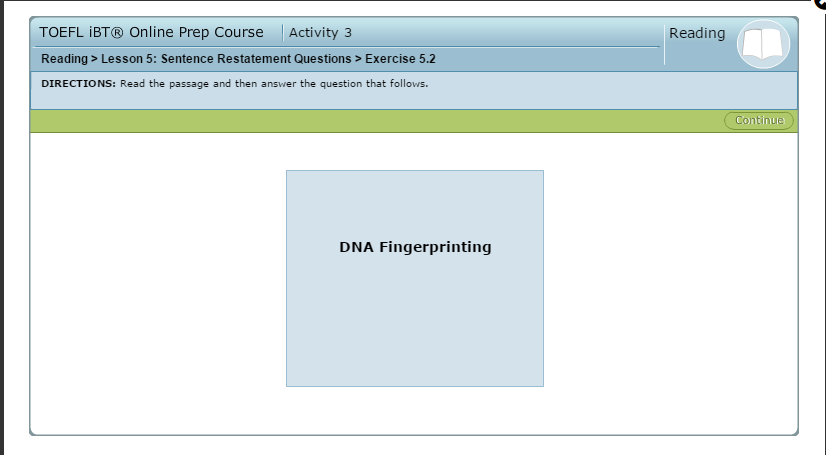 TOEFL iBT® Online Prep Course Activity 3 Reading
Reading > Lesson 5: Sentence Restatement Questions > Exercise 5.2
DIRECTIONS: Read the passage and then answer the question that follows.
Continue
DNA Fingerprinting